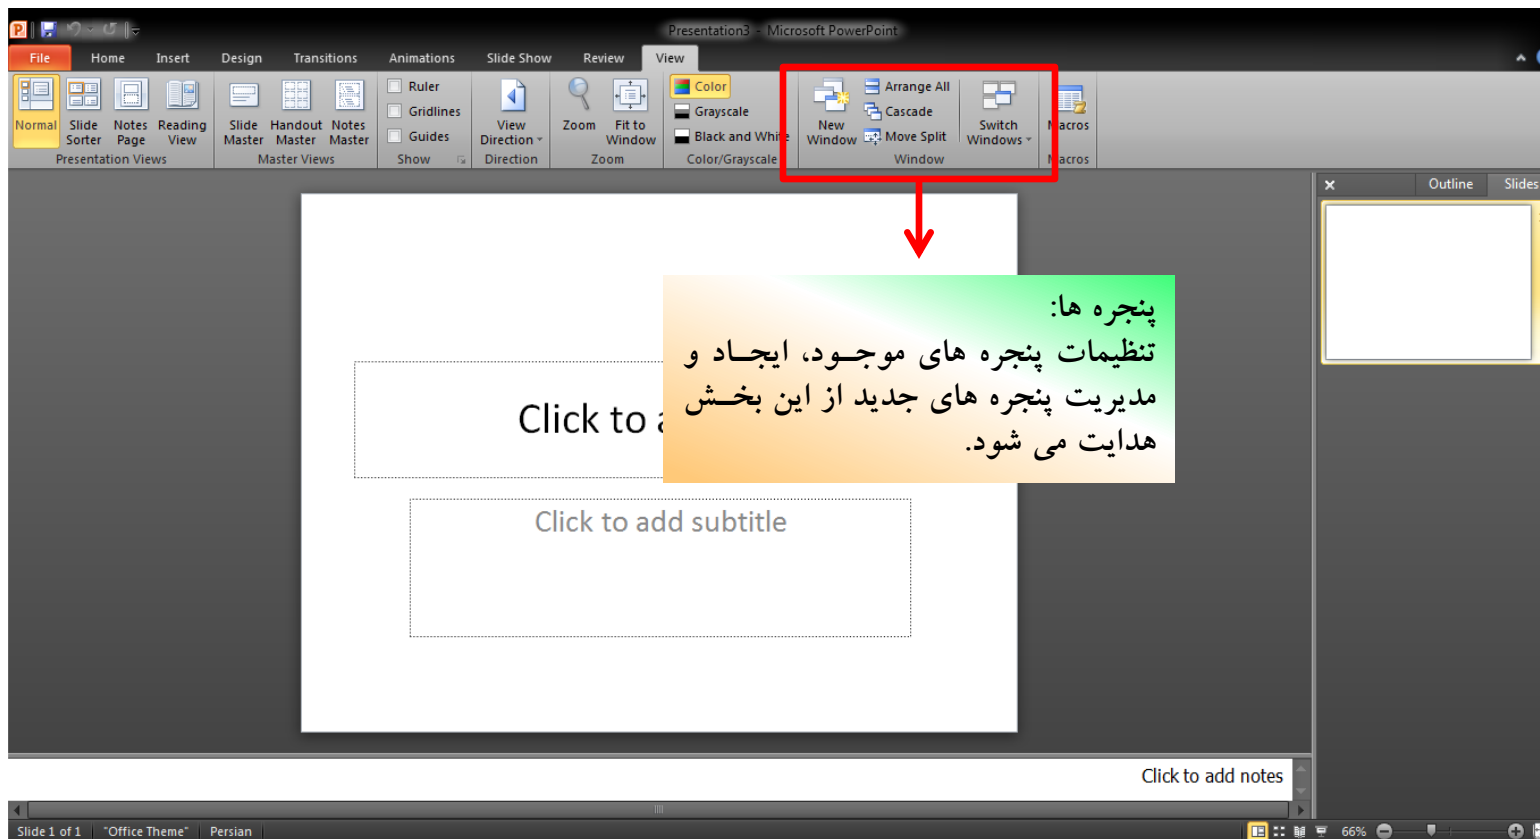 Presentation3 - Microsoft PowerPoint
File Home Insert Design Transitions Animations Slide Show Review View
Normal
Slide Sorter
Notes Page
Reading View
Presentation Views
Slide Master
Handout Master
Notes Master
Master Views
Ruler
Gridlines
Guides
Show
View Direction
Direction
Zoom
Fit to Window
Zoom
Color
Grayscale
Black and White
Color/Grayscale
New Window
Arrange All
Cascade
Move Split
Switch Windows
Window
Macros
Macros
Outline Slides
پنجره ها:
تنظیمات پنجره های موجــود، ایجــاد و
مدیریت پنجره های جدید از این بخــش
هدایت می شود.
Click to
Click to add subtitle
Click to add notes
Slide 1 of 1 "Office Theme" Persian 66%